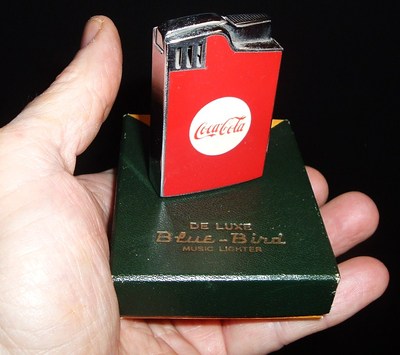 Coca-Cola
DE LUXE
Blue-Bird
MUSIC LIGHTER